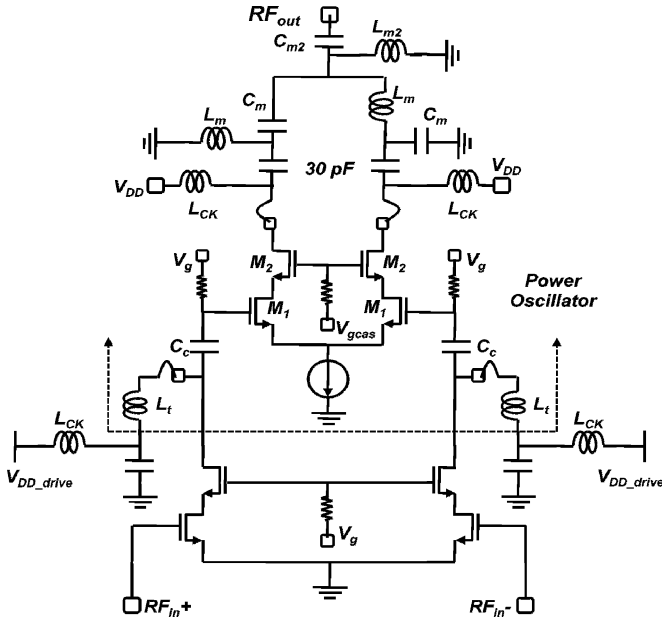 RFout
Cm2
Lm2
Cm
Lm
Lm
Cm
VDD
30 pF
VDD
LCK
LCK
Vg
M2
M2
Vg
Power
Oscillator
M1
M1
Vgcas
Cc
Cc
Lt
Lt
LCK
LCK
VDD_drive
VDD_drive
Vg
RFin+
RFin-